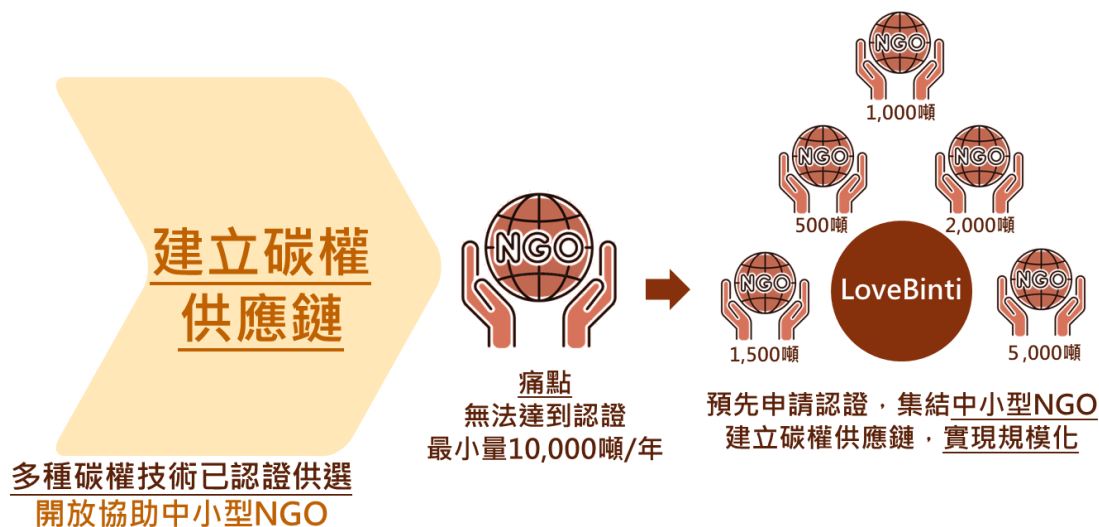 建立碳權
供應鏈
多種碳權技術已認證供選
開放協助中小型NGO
NGO
痛點
無法達到認證
最小量10,000噸/年
NGO
1,000噸
NGO
500噸
NGO
2,000噸
NGO
1,500噸
LoveBinti
NGO
5,000噸
預先申請認證，集結中小型NGO
建立碳權供應鏈，實現規模化